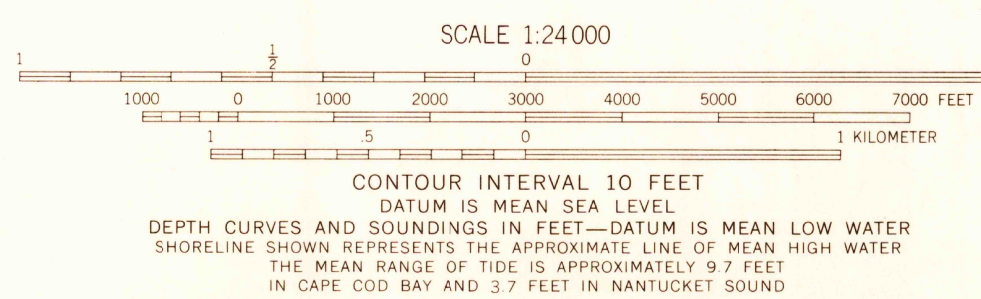 SCALE 1:24 000
1 ½ 0
1000 0 1000 2000 3000 4000 5000 6000 7000 FEET
1 .5 0 1 KILOMETER
CONTOUR INTERVAL 10 FEET
DATUM IS MEAN SEA LEVEL
DEPTH CURVES AND SOUNDINGS IN FEET—DATUM IS MEAN LOW WATER
SHORELINE SHOWN REPRESENTS THE APPROXIMATE LINE OF MEAN HIGH WATER
THE MEAN RANGE OF TIDE IS APPROXIMATELY 9.7 FEET
IN CAPE COD BAY AND 3.7 FEET IN NANTUCKET SOUND